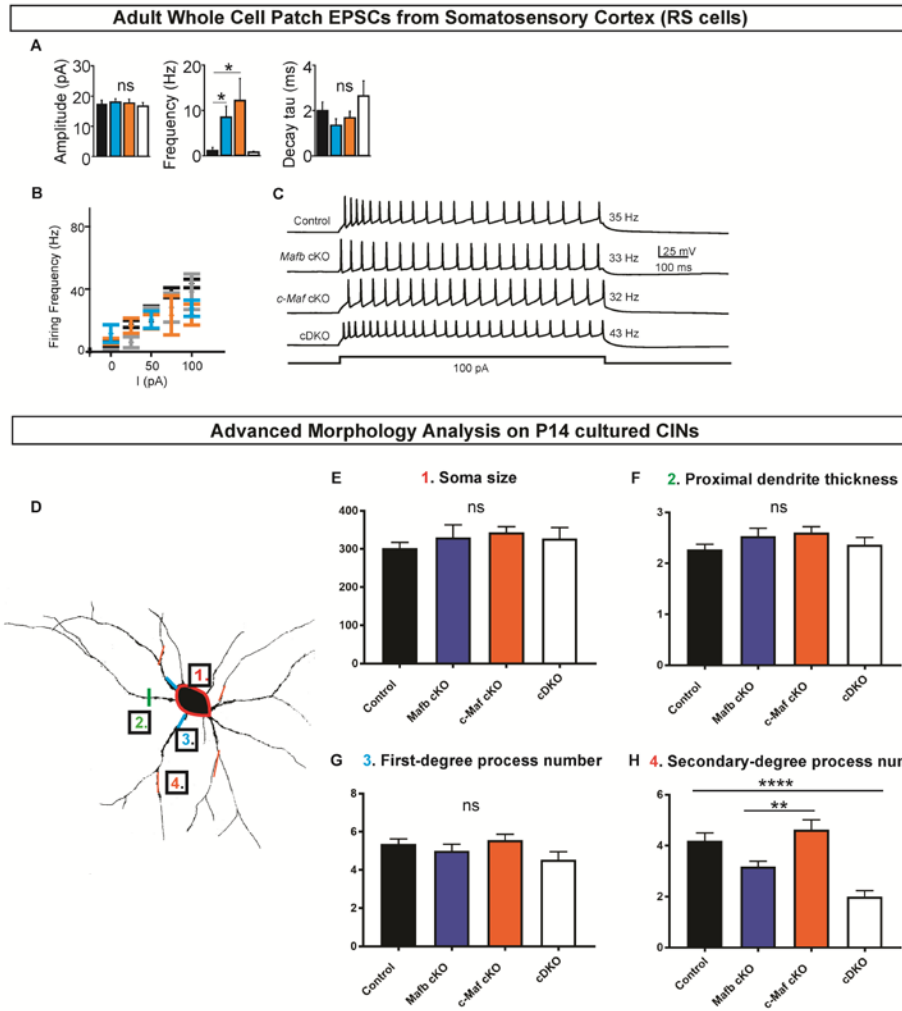 Adult Whole Cell Patch EPSCs from Somatosensory Cortex (RS cells)
A
Amplitude (pA)
30
20
10
0
ns
Frequency (Hz)
20
10
0
*
*
Decay tau (ms)
4
2
0
ns
B
Firing Frequency (Hz)
80
40
0
0 50 100
I (pA)
C
Control
35 Hz
Mafb cKO
33 Hz
25 mV
100 ms
c-Maf cKO
32 Hz
cDKO
43 Hz
100 pA
Advanced Morphology Analysis on P14 cultured CINs
D
1.
2.
3.
4.
E 1. Soma size
ns
400
300
200
100
0
Control Mafb cKO c-Maf cKO cDKO
F 2. Proximal dendrite thickness
ns
3
2
1
0
Control Mafb cKO c-Maf cKO cDKO
G 3. First-degree process number
ns
8
6
4
2
0
Control Mafb cKO c-Maf cKO cDKO
H 4. Secondary-degree process num
****
**
6
4
2
0
Control Mafb cKO c-Maf cKO cDKO